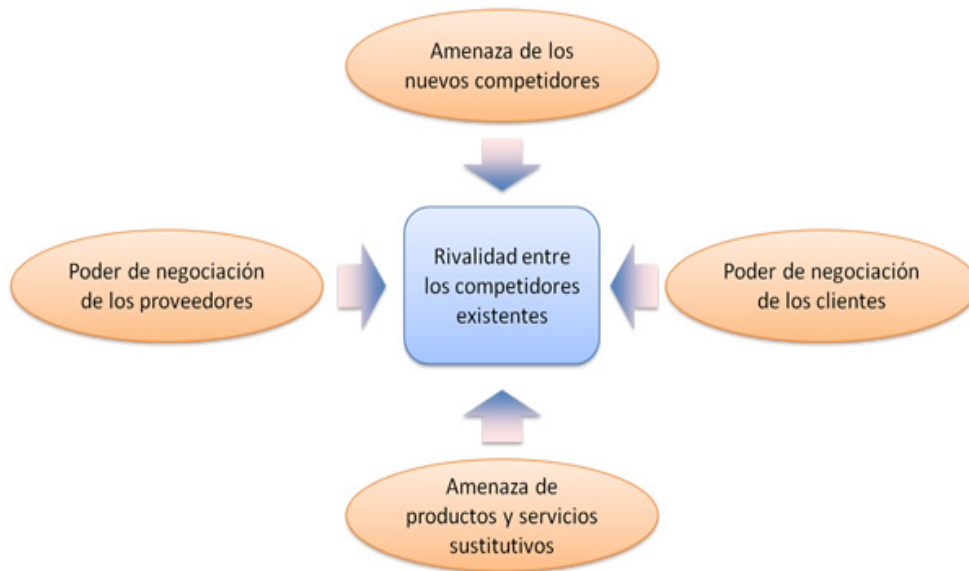 Amenaza de los
nuevos competidores
Poder de negociación
de los proveedores
Rivalidad entre
los competidores
existentes
Poder de negociación
de los clientes
Amenaza de
productos y servicios
sustitutivos